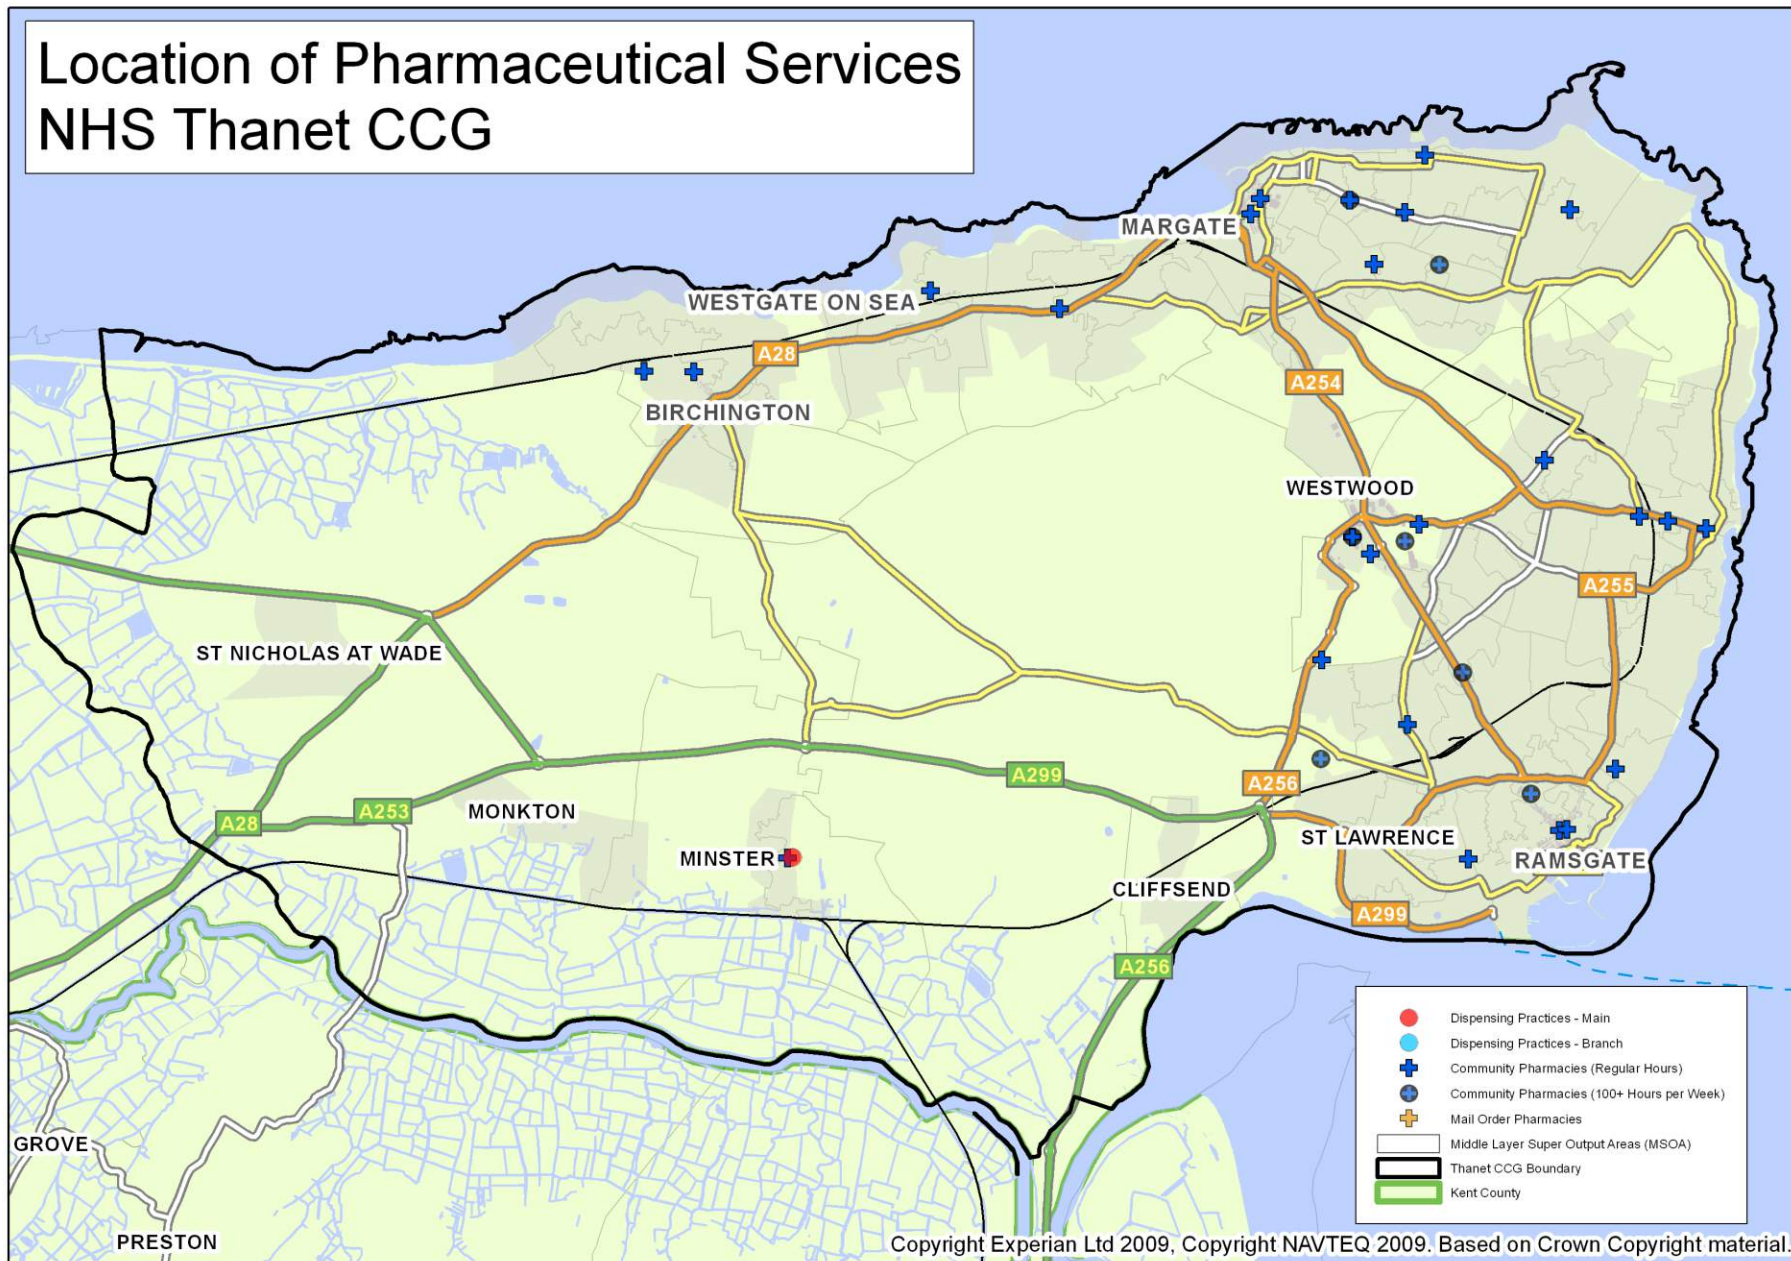 Location of Pharmaceutical Services
NHS Thanet CCG
MARGATE
WESTGATE ON SEA
A28
BIRCHINGTON
A254
WESTWOOD
A255
ST NICHOLAS AT WADE
A299
A256
A28
A253
MONKTON
ST LAWRENCE
MINSTER
RAMSGATE
CLIFFSEND
A299
A256
GROVE
PRESTON
Dispensing Practices - Main
Dispensing Practices - Branch
Community Pharmacies (Regular Hours)
Community Pharmacies (100+ Hours per Week)
Mail Order Pharmacies
Middle Layer Super Output Areas (MSOA)
Thanet CCG Boundary
Kent County
Copyright Experian Ltd 2009, Copyright NAVTEQ 2009. Based on Crown Copyright material.